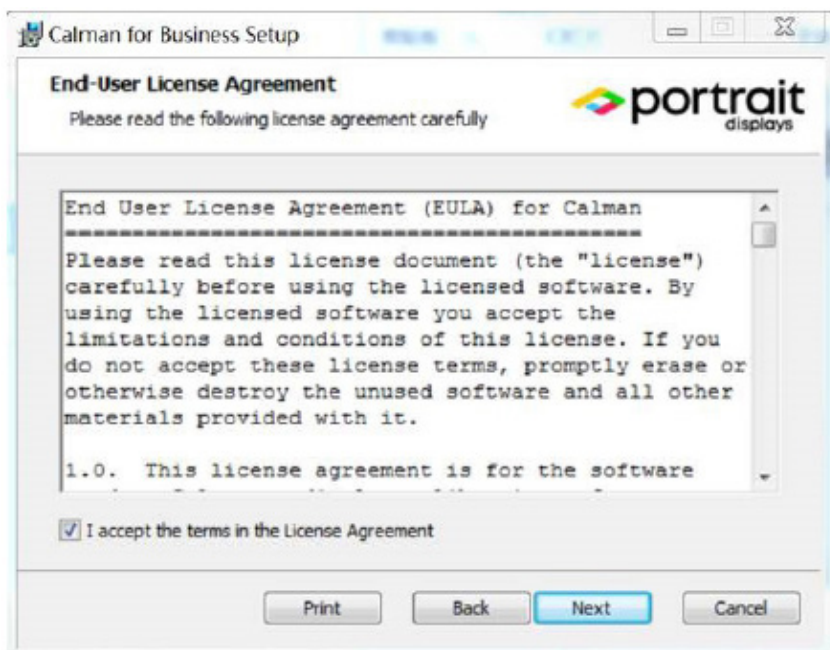 Calman for Business Setup
End-User License Agreement
Please read the following license agreement carefully
portrait
displays
End User License Agreement (EULA) for Calman
===========================================
Please read this license document (the "license")
carefully before using the licensed software. By
using the licensed software you accept the
limitations and conditions of this license. If you
do not accept these license terms, promptly erase or
otherwise destroy the unused software and all other
materials provided with it.
1.0. This license agreement is for the software
I accept the terms in the License Agreement
Print
Back
Next
Cancel